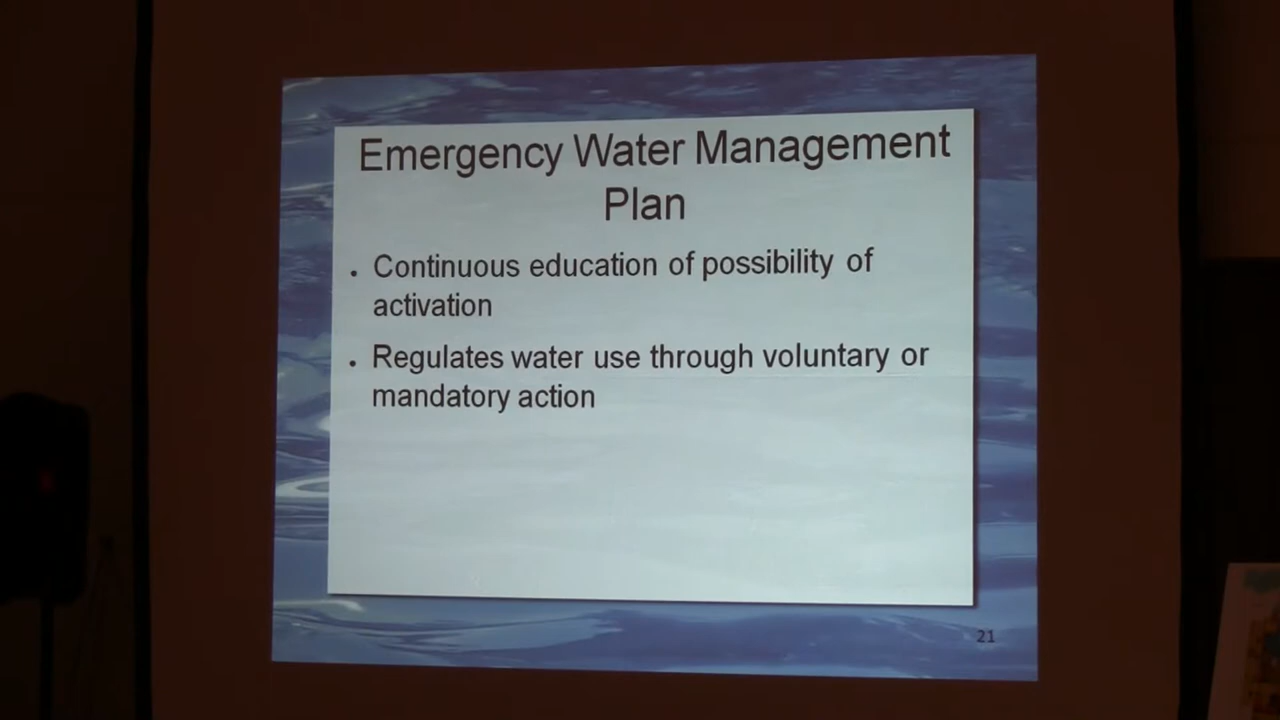 Emergency Water Management
Plan
• Continuous education of possibility of
activation
• Regulates water use through voluntary or
mandatory action
21